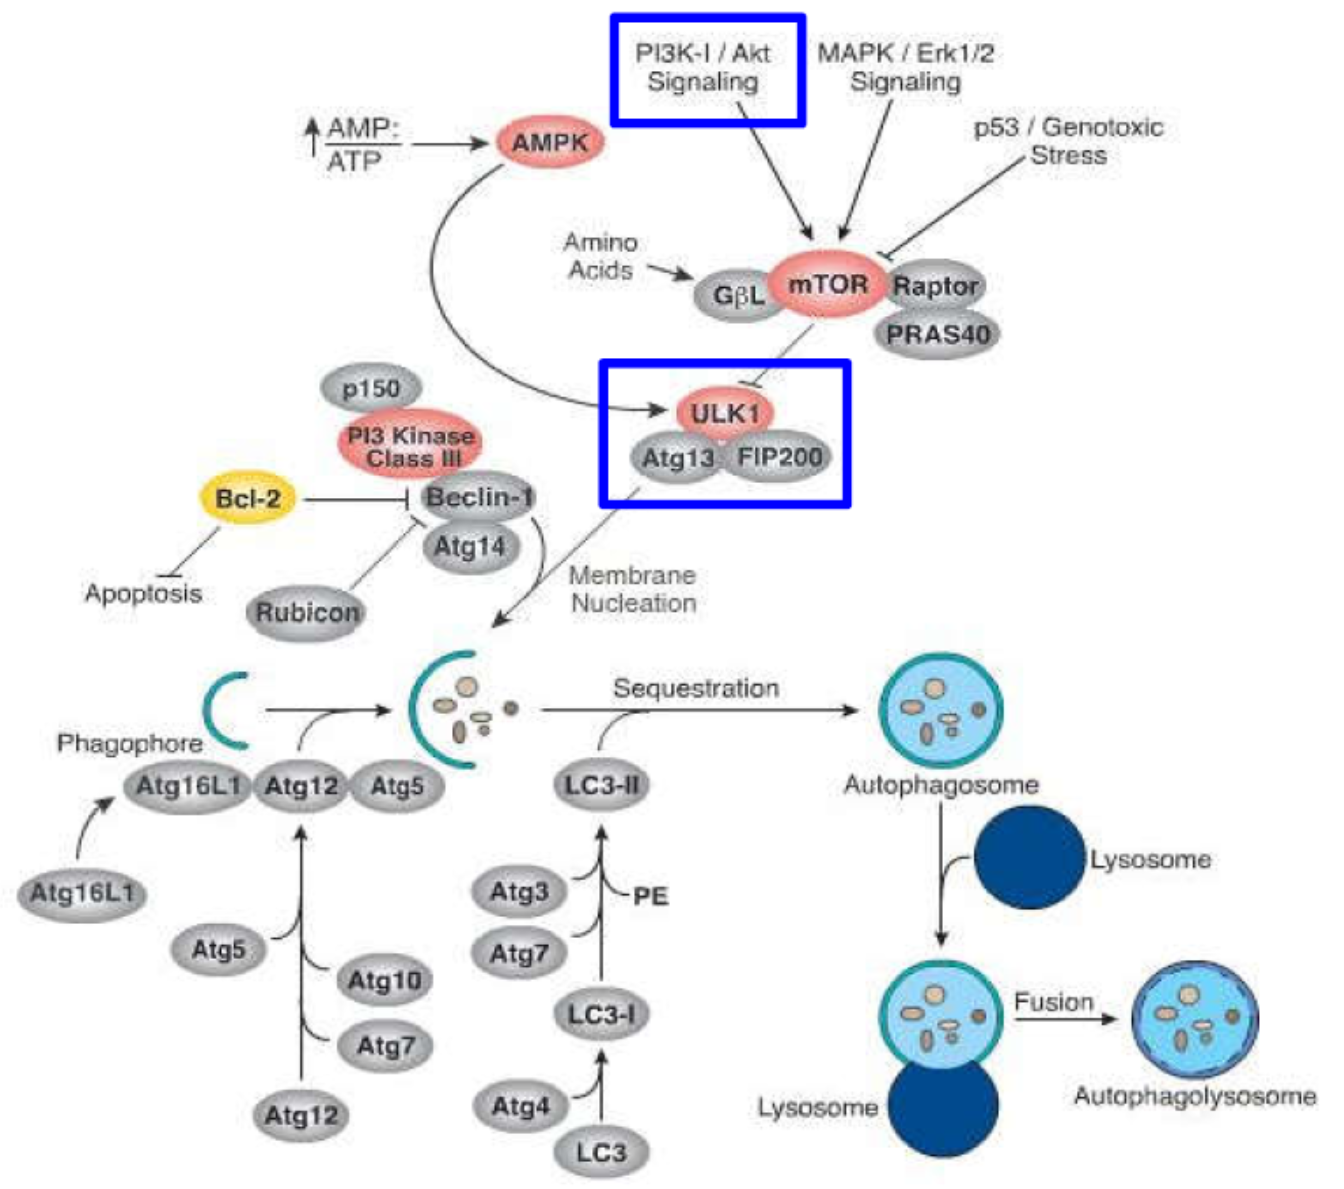 PI3K-I / Akt
Signaling
MAPK / Erk1/2
Signaling
p53 / Genotoxic
Stress
AMP:
ATP
AMPK
Amino
Acids
GβL
mTOR
Raptor
PRAS40
p150
PI3 Kinase
Class III
ULK1
Atg13
FIP200
Bcl-2
Beclin-1
Atg14
Apoptosis
Rubicon
Membrane
Nucleation
Sequestration
Phagophore
Atg16L1
Atg12
Atg5
LC3-II
Autophagosome
Lysosome
Atg16L1
Atg3
PE
Atg5
Atg7
Atg10
LC3-I
Fusion
Atg7
Atg12
Atg4
Lysosome
Autophagolysosome
LC3